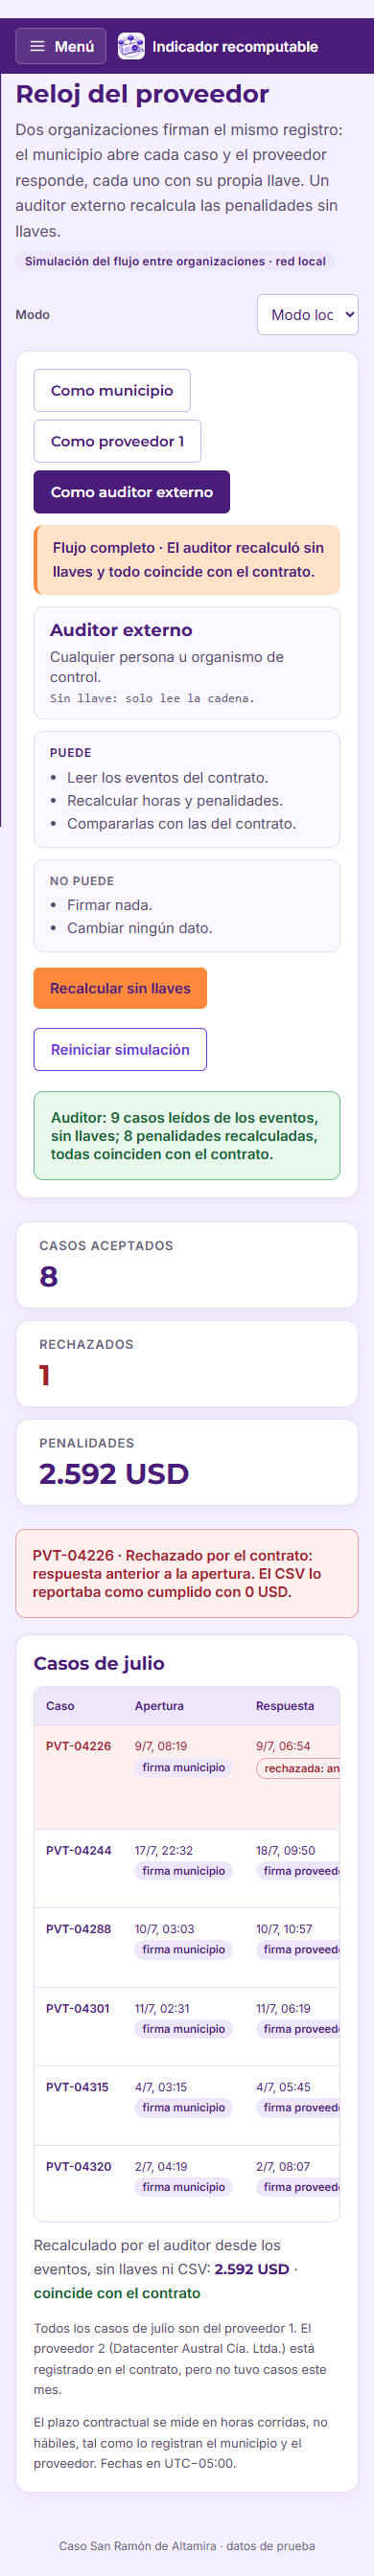 Menú
Indicador recomputable
Reloj del proveedor
Dos organizaciones firman el mismo registro:
el municipio abre cada caso y el proveedor
responde, cada uno con su propia llave. Un
auditor externo recalcula las penalidades sin
llaves.
Simulación del flujo entre organizaciones · red local
Modo
Modo loc
Como municipio
Como proveedor 1
Como auditor externo
Flujo completo · El auditor recalculó sin
llaves y todo coincide con el contrato.
Auditor externo
Cualquier persona u organismo de
control.
Sin llave: solo lee la cadena.
PUEDE
• Leer los eventos del contrato.
• Recalcular horas y penalidades.
• Compararlas con las del contrato.
NO PUEDE
• Firmar nada.
• Cambiar ningún dato.
Recalcular sin llaves
Reiniciar simulación
Auditor: 9 casos leídos de los eventos,
sin llaves; 8 penalidades recalculadas,
todas coinciden con el contrato.
CASOS ACEPTADOS
8
RECHAZADOS
1
PENALIDADES
2.592 USD
PVT-04226 · Rechazado por el contrato:
respuesta anterior a la apertura. El CSV lo
reportaba como cumplido con 0 USD.
Casos de julio
Caso Apertura Respuesta
PVT-04226 9/7, 08:19 9/7, 06:54
firma municipio rechazada: an
PVT-04244 17/7, 22:32 18/7, 09:50
firma municipio firma proveed
PVT-04288 10/7, 03:03 10/7, 10:57
firma municipio firma proveed
PVT-04301 11/7, 02:31 11/7, 06:19
firma municipio firma proveed
PVT-04315 4/7, 03:15 4/7, 05:45
firma municipio firma proveed
PVT-04320 2/7, 04:19 2/7, 08:07
firma municipio firma proveed
Recalculado por el auditor desde los
eventos, sin llaves ni CSV: 2.592 USD ·
coincide con el contrato
Todos los casos de julio son del proveedor 1. El
proveedor 2 (Datacenter Austral Cía. Ltda.) está
registrado en el contrato, pero no tuvo casos este
mes.
El plazo contractual se mide en horas corridas, no
hábiles, tal como lo registran el municipio y el
proveedor. Fechas en UTC−05:00.
Caso San Ramón de Altamira · datos de prueba